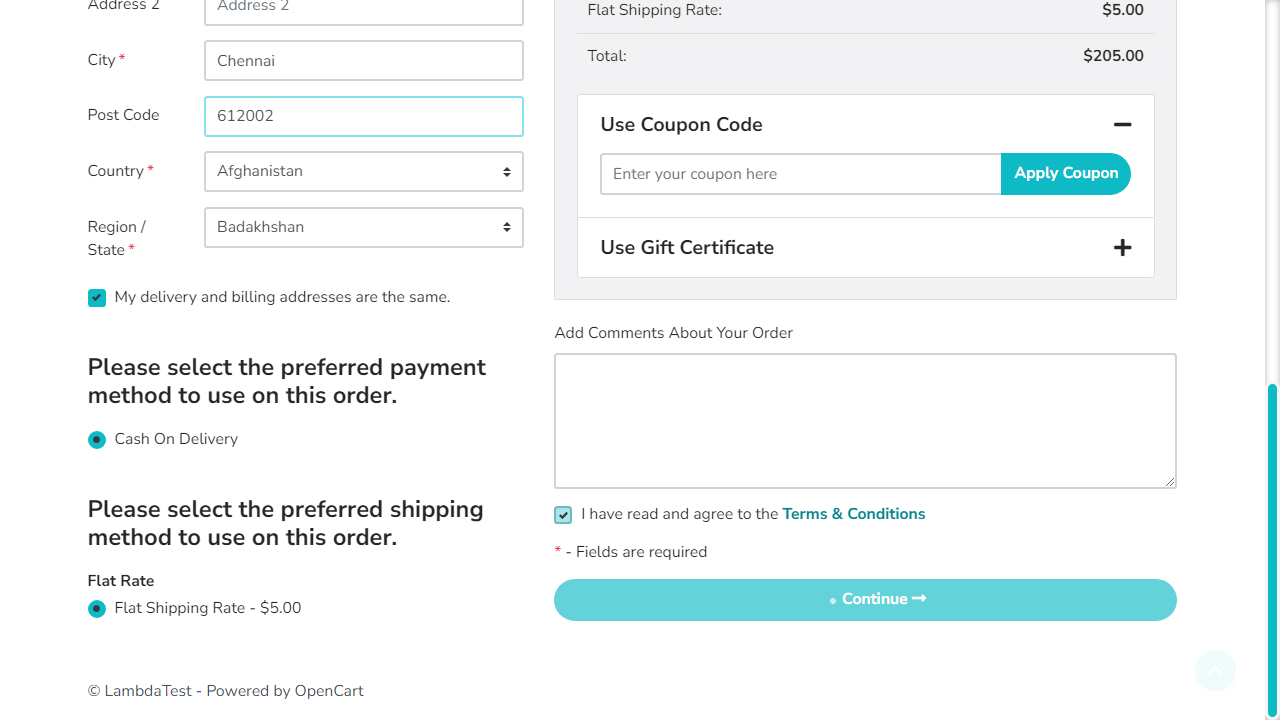 Address 2
Address 2
City *
Chennai
Post Code
612002
Country *
Afghanistan
Region /
State *
Badakhshan
My delivery and billing addresses are the same.
Please select the preferred payment
method to use on this order.
Cash On Delivery
Please select the preferred shipping
method to use on this order.
Flat Rate
Flat Shipping Rate - $5.00
Flat Shipping Rate: $5.00
Total: $205.00
Use Coupon Code
Enter your coupon here
Apply Coupon
Use Gift Certificate
Add Comments About Your Order
I have read and agree to the Terms & Conditions
* - Fields are required
Continue
© LambdaTest - Powered by OpenCart